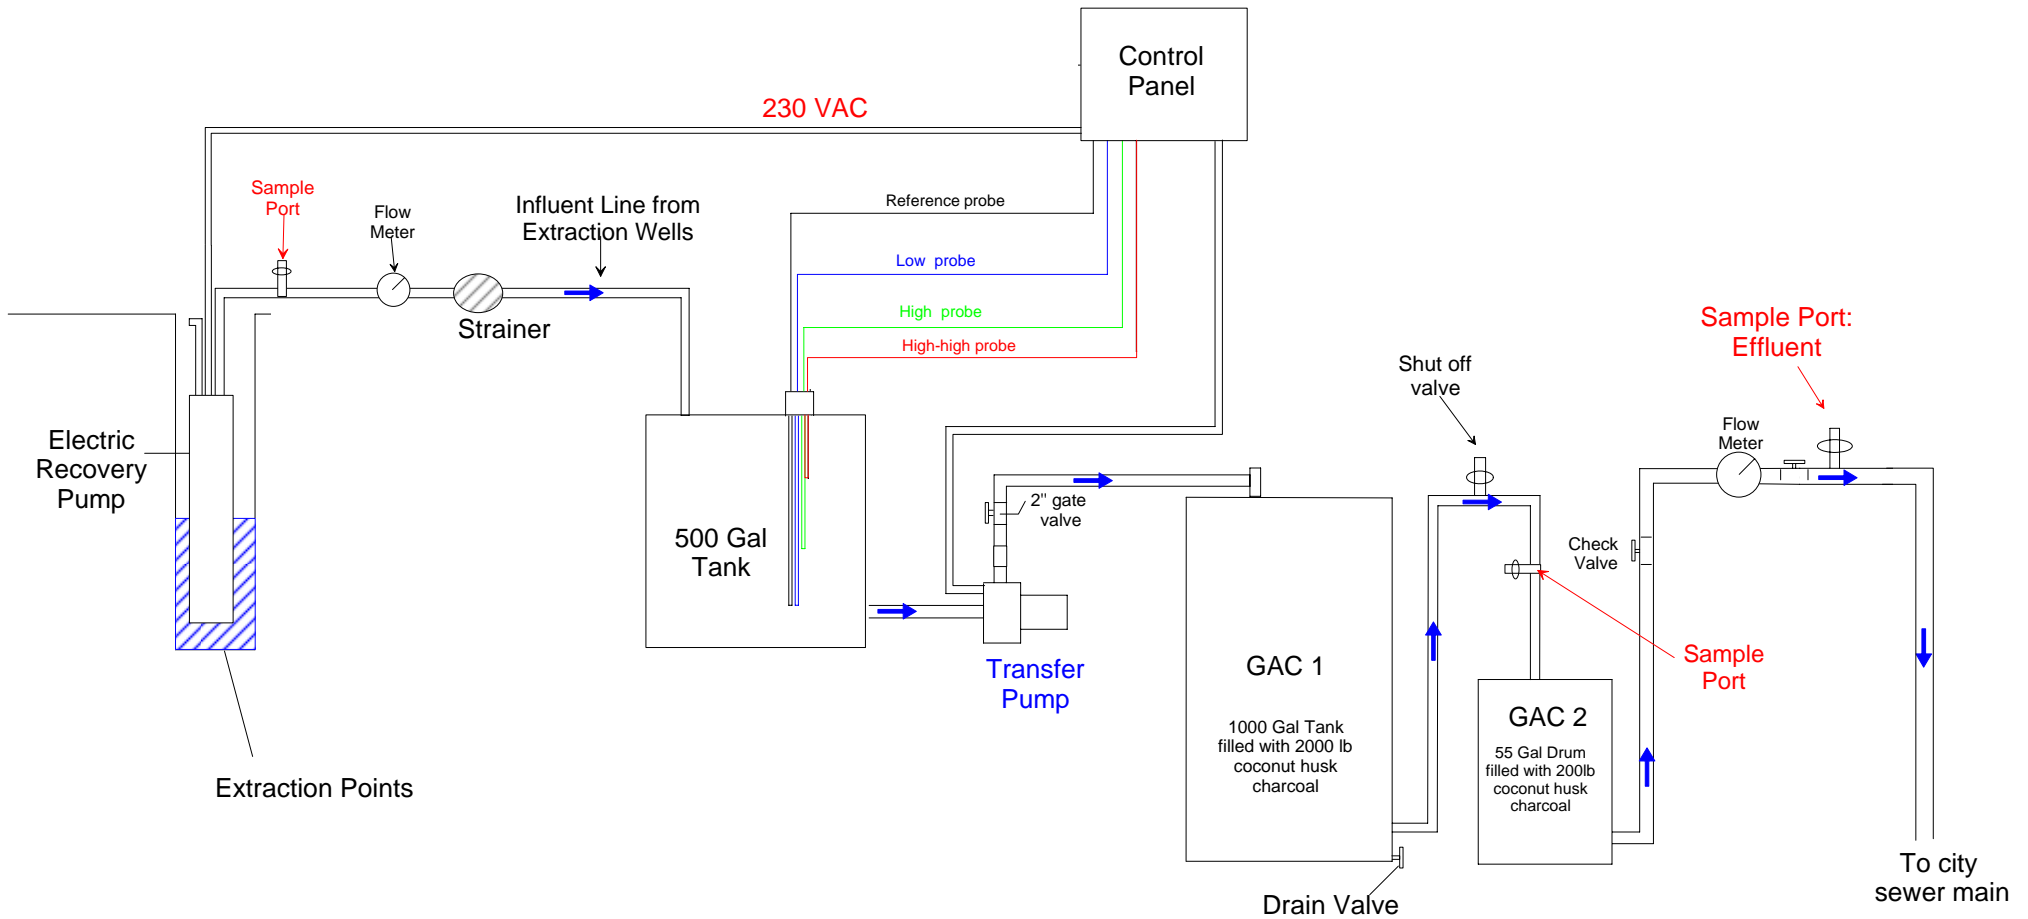 Control
Panel
230 VAC
Sample
Port
Flow
Meter
Influent Line from
Extraction Wells
Reference probe
Low  probe
High  probe
High-high probe
Strainer
Sample Port:
Effluent
Shut off
valve
Flow
Meter
Electric
Recovery
Pump
500 Gal
Tank
2" gate
valve
Check
Valve
Transfer
Pump
GAC 1
1000 Gal Tank
filled with 2000 lb
coconut husk
charcoal
Sample
Port
GAC 2
55 Gal Drum
filled with 200lb
coconut husk
charcoal
Extraction Points
Drain Valve
To city
sewer main